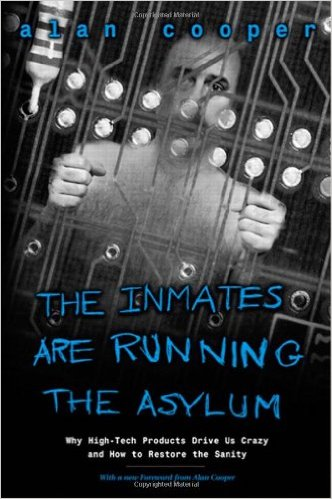 alan cooper
THE INMATES
ARE RUNNING
THE ASYLUM
Why High-Tech Products Drive Us Crazy
and How to Restore the Sanity
With a new Foreword from Alan Cooper